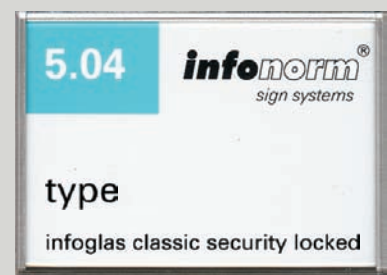 5.04
infonorm®
sign systems
type
infoglas classic security locked